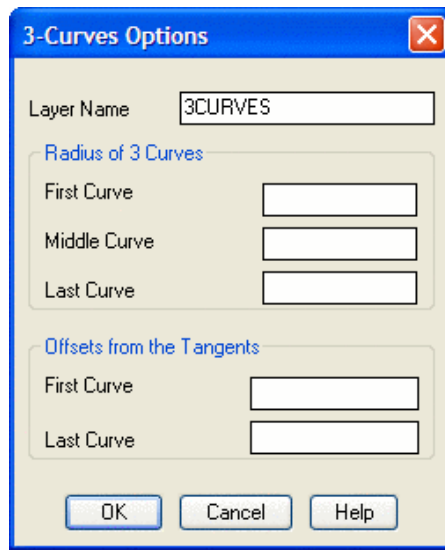 3-Curves Options
Layer Name 3CURVES
Radius of 3 Curves
First Curve
Middle Curve
Last Curve
Offsets from the Tangents
First Curve
Last Curve
OK Cancel Help